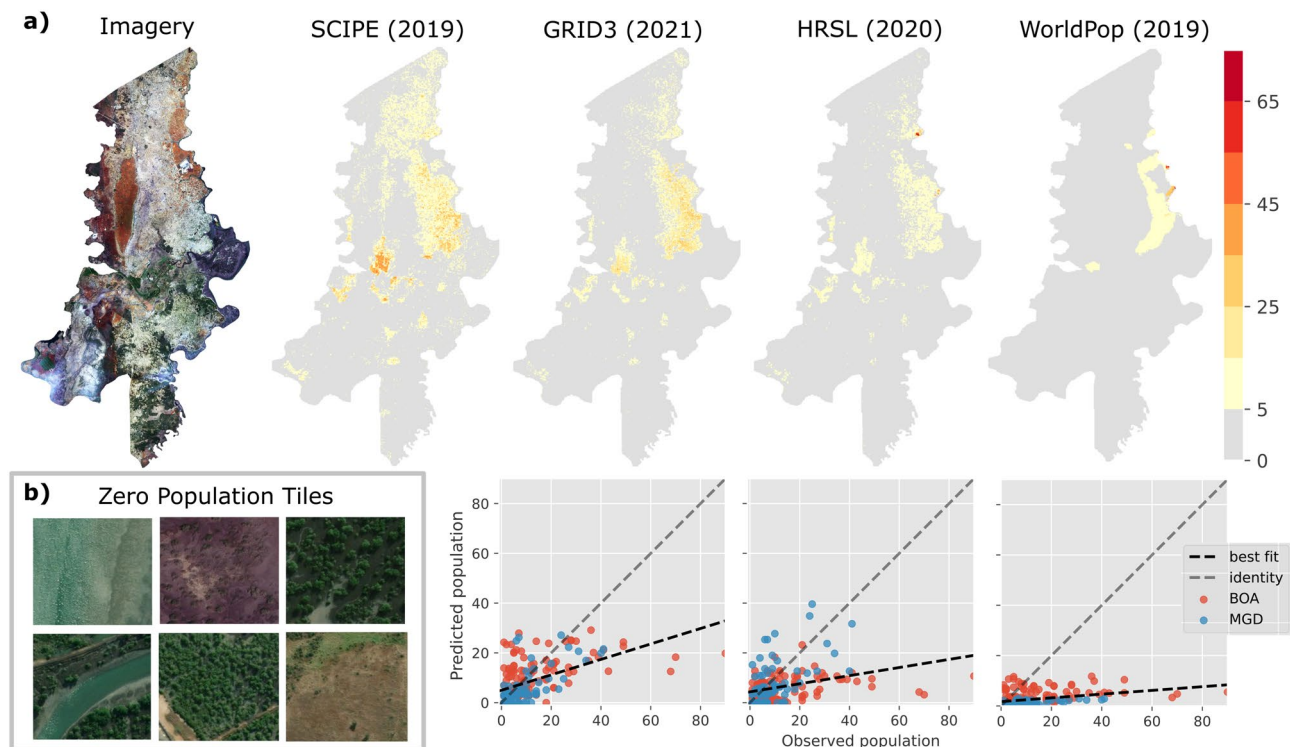 a) Imagery SCIPE (2019) GRID3 (2021) HRSL (2020) WorldPop (2019)
65
45
25
5
0
b) Zero Population Tiles
Predicted population
80
60
40
20
0
0 20 40 60 80
0 20 40 60 80
0 20 40 60 80
Observed population
best fit
identity
BOA
MGD